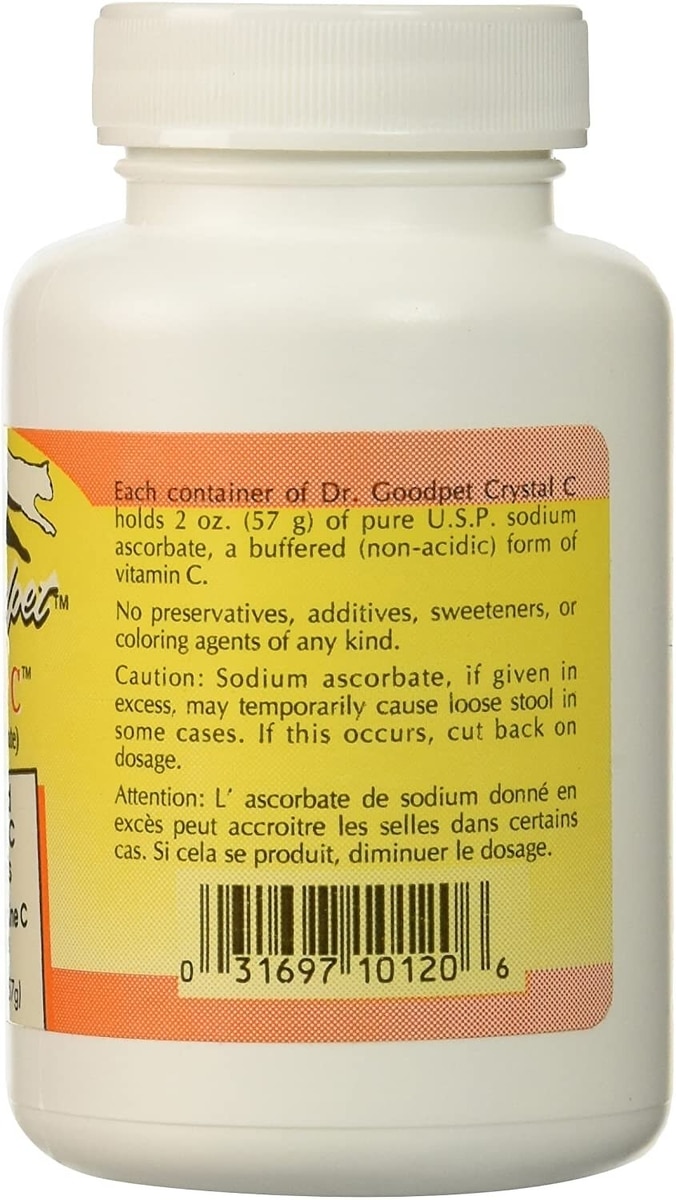 Each container of Dr. Goodpet Crystal C
holds 2 oz. (57 g) of pure U.S.P. sodium
ascorbate, a buffered (non-acidic) form of
vitamin C.
No preservatives, additives, sweeteners, or
coloring agents of any kind.
Caution: Sodium ascorbate, if given in
excess, may temporarily cause loose stool in
some cases. If this occurs, cut back on
dosage.
Attention: L' ascorbate de sodium donné en
excès peut accroitre les selles dans certains
cas. Si cela se produit, diminuer le dosage.
C™
0 31697 10120 6